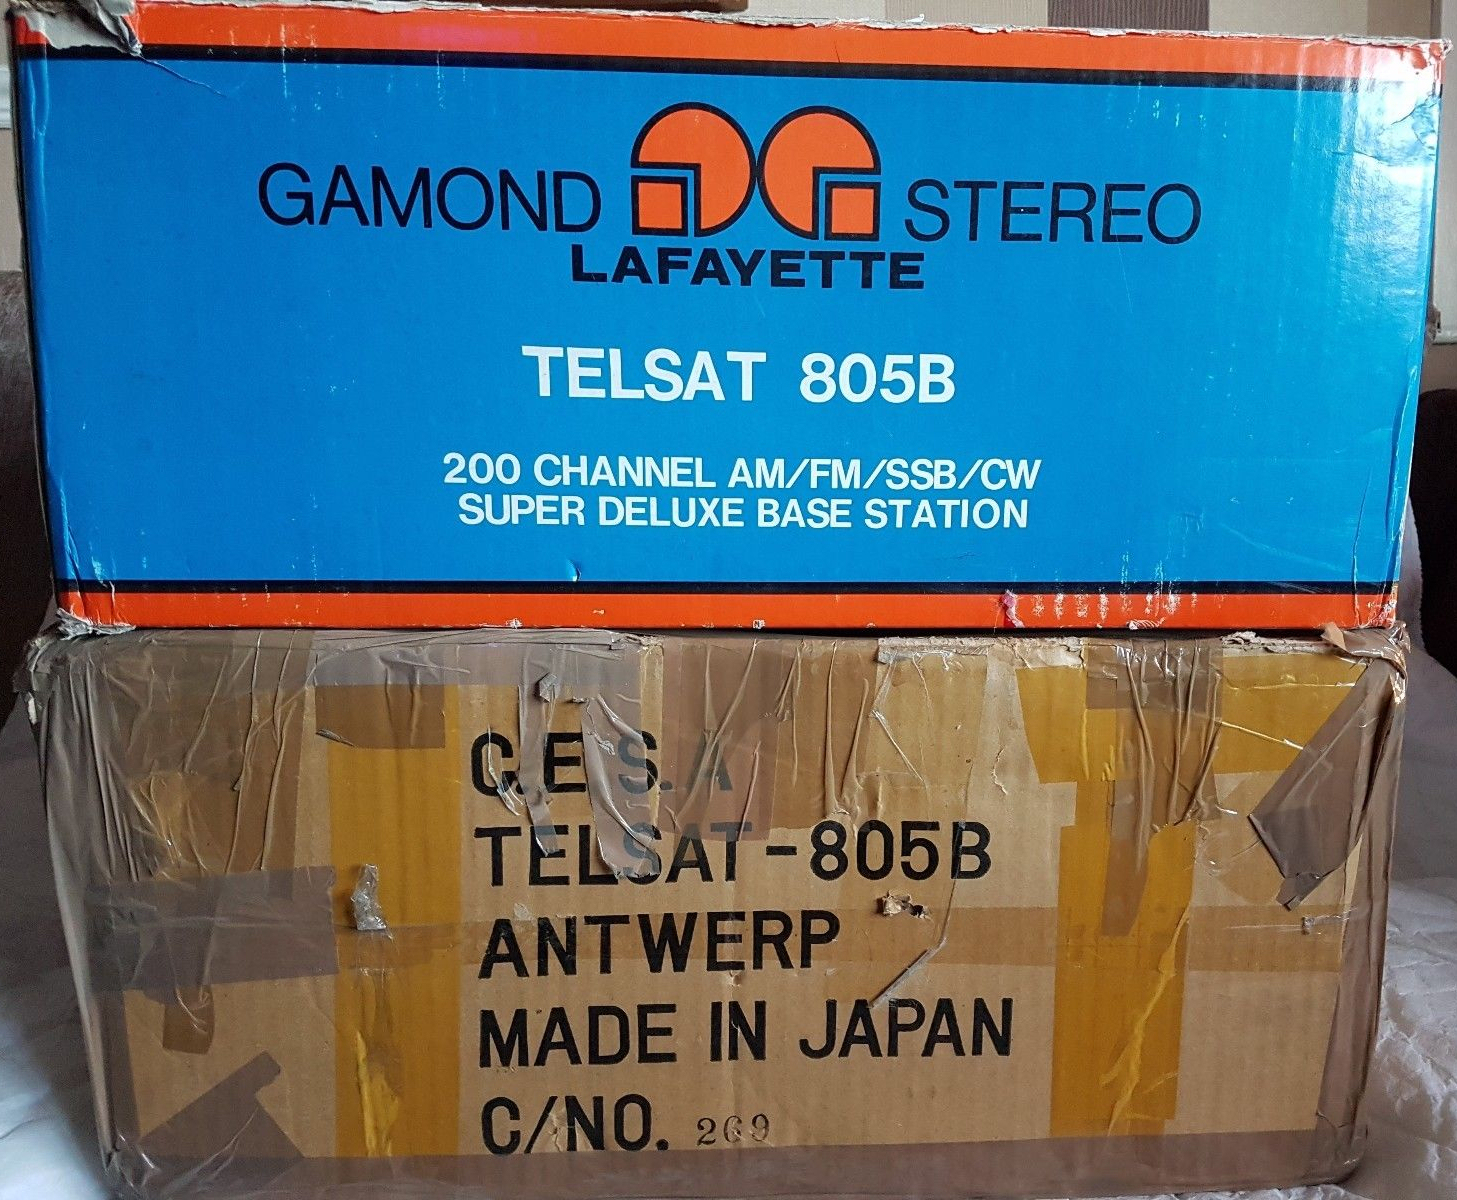 GAMOND STEREO
LAFAYETTE
TELSAT 805B
200 CHANNEL AM/FM/SSB/CW
SUPER DELUXE BASE STATION
C.E.S.A
TELSAT-805B
ANTWERP
MADE IN JAPAN
C/NO. 269